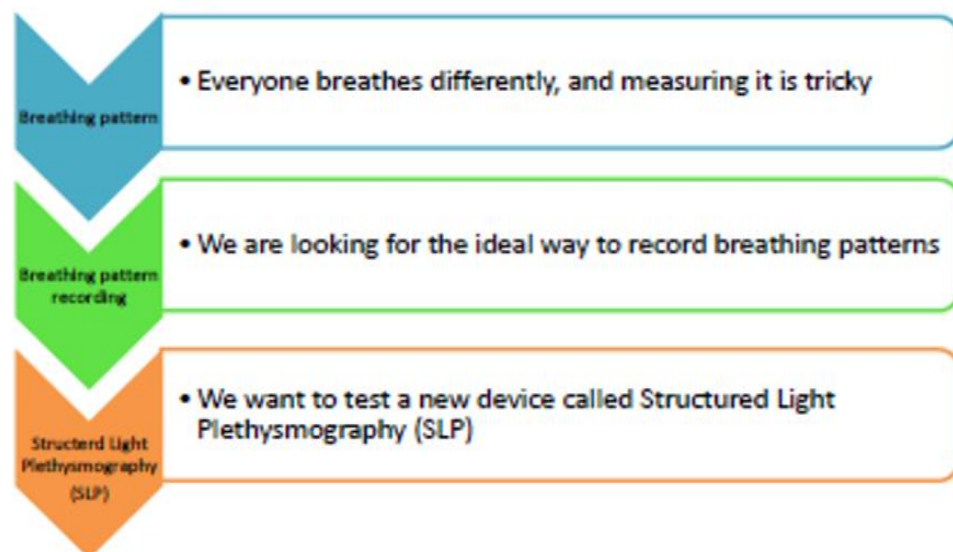 Breathing pattern
• Everyone breathes differently, and measuring it is tricky
Breathing pattern
recording
• We are looking for the ideal way to record breathing patterns
Structerd Light
Plethysmography
(SLP)
• We want to test a new device called Structured Light
Plethysmography (SLP)